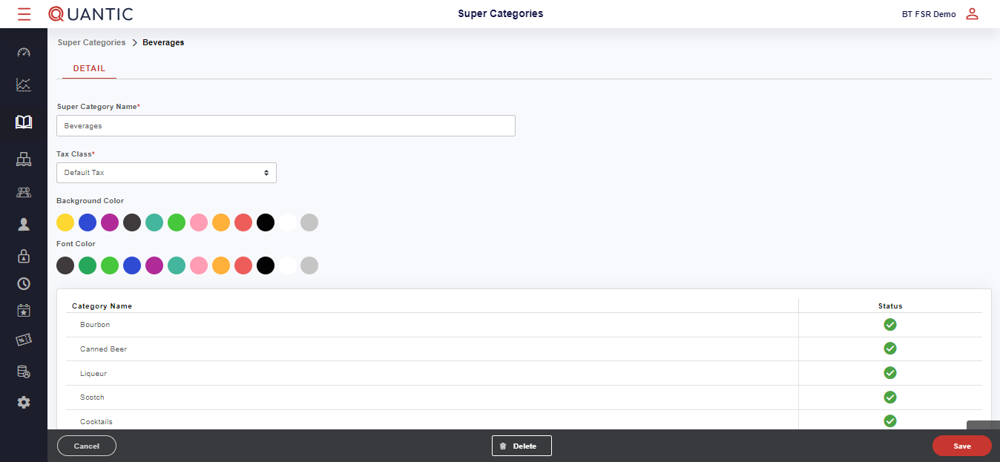 QUANTIC
Super Categories
BT FSR Demo
Super Categories > Beverages
DETAIL
Super Category Name*
Beverages
Tax Class*
Default Tax
Background Color
Font Color
Category Name Status
Bourbon
Canned Beer
Liqueur
Scotch
Cocktails
Cancel Delete Save